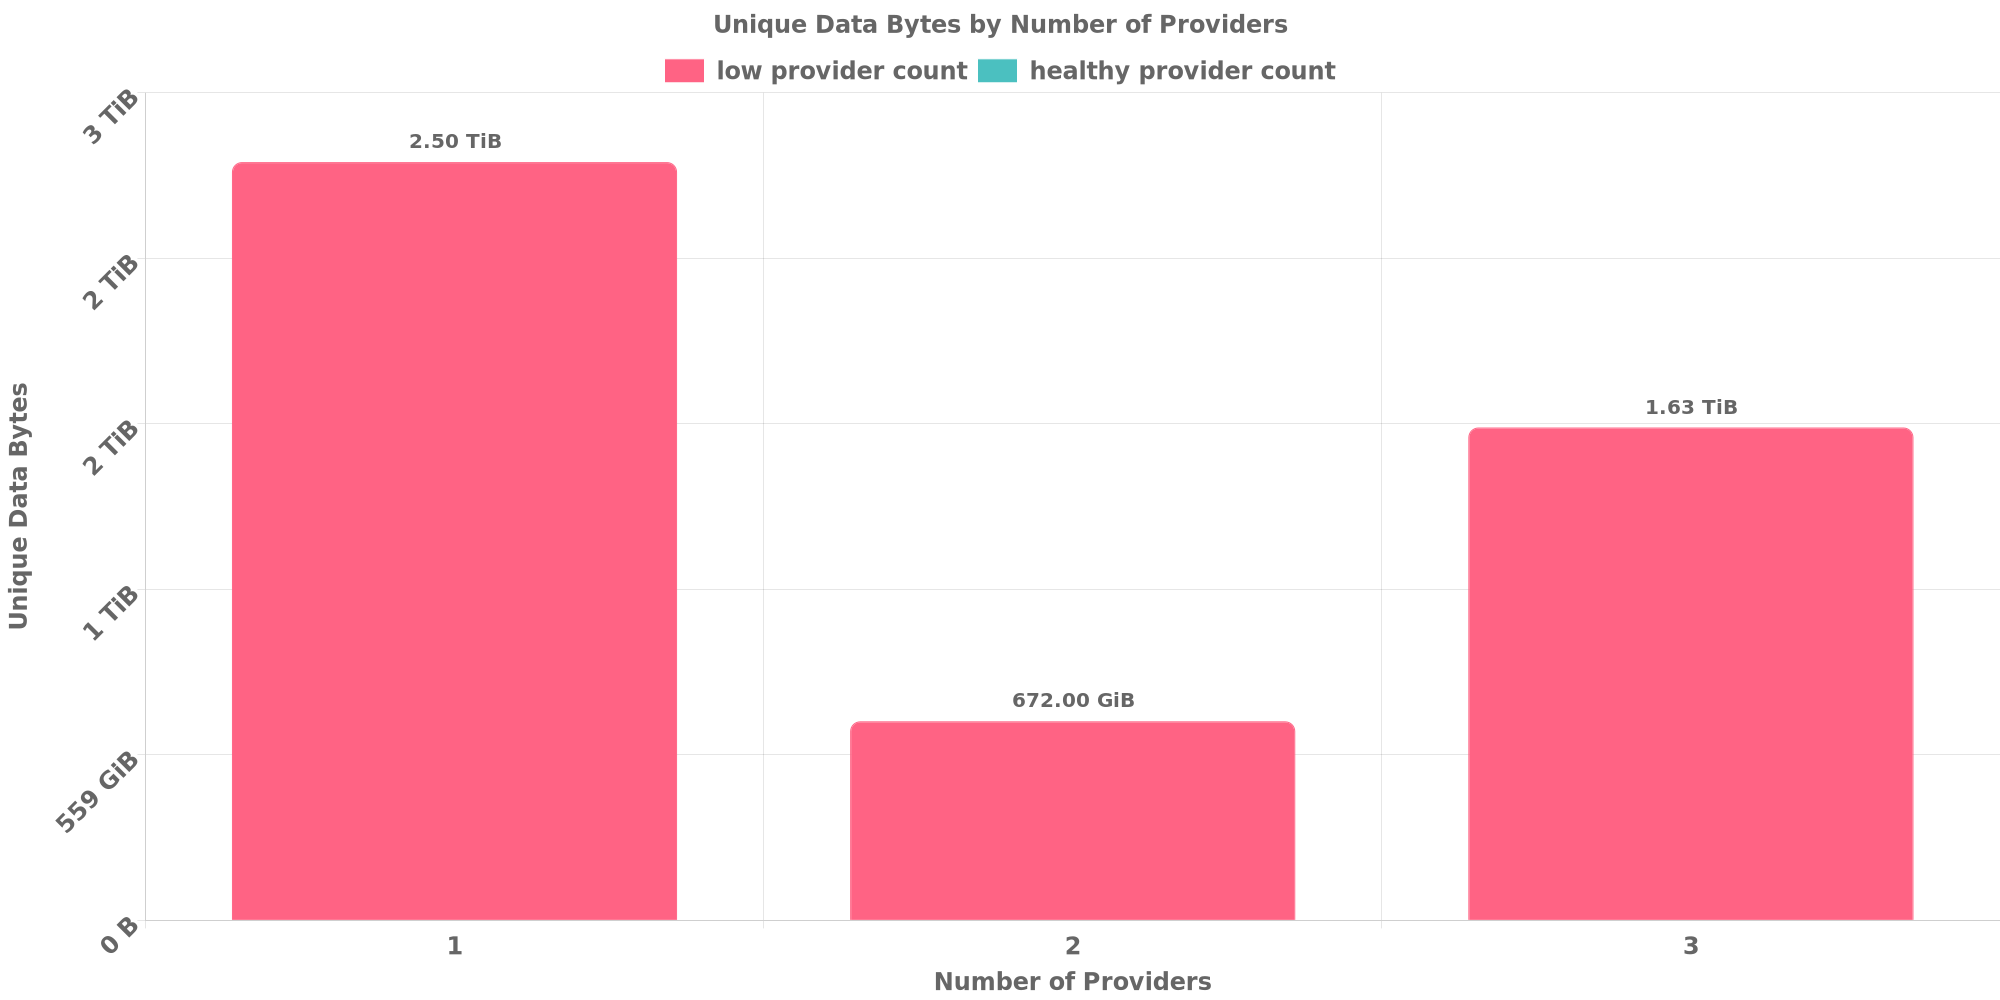 Unique Data Bytes by Number of Providers
low provider count healthy provider count
3 TiB
2 TiB
2 TiB
1 TiB
559 GiB
0 B
Unique Data Bytes
2.50 TiB
672.00 GiB
1.63 TiB
1 2 3
Number of Providers